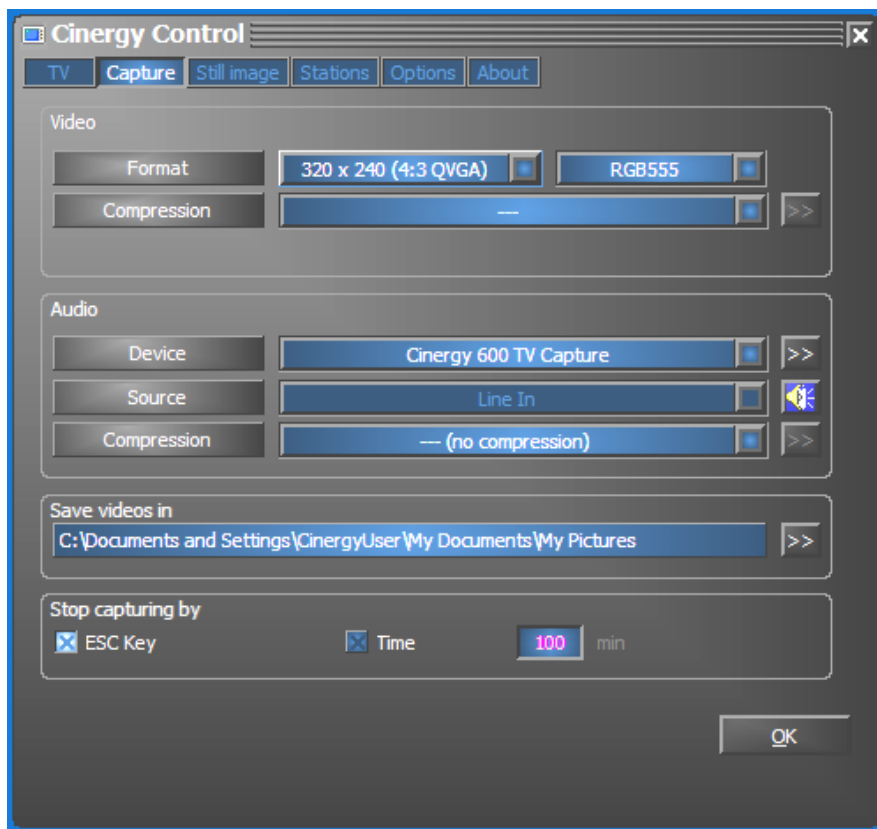 Cinergy Control
TV Capture Still image Stations Options About
Video
Format 320 x 240 (4:3 QVGA) RGB555
Compression --- >>
Audio
Device Cinergy 600 TV Capture >>
Source Line In
Compression --- (no compression) >>
Save videos in
C:\Documents and Settings\CinergyUser\My Documents\My Pictures >>
Stop capturing by
ESC Key Time 100 min
OK